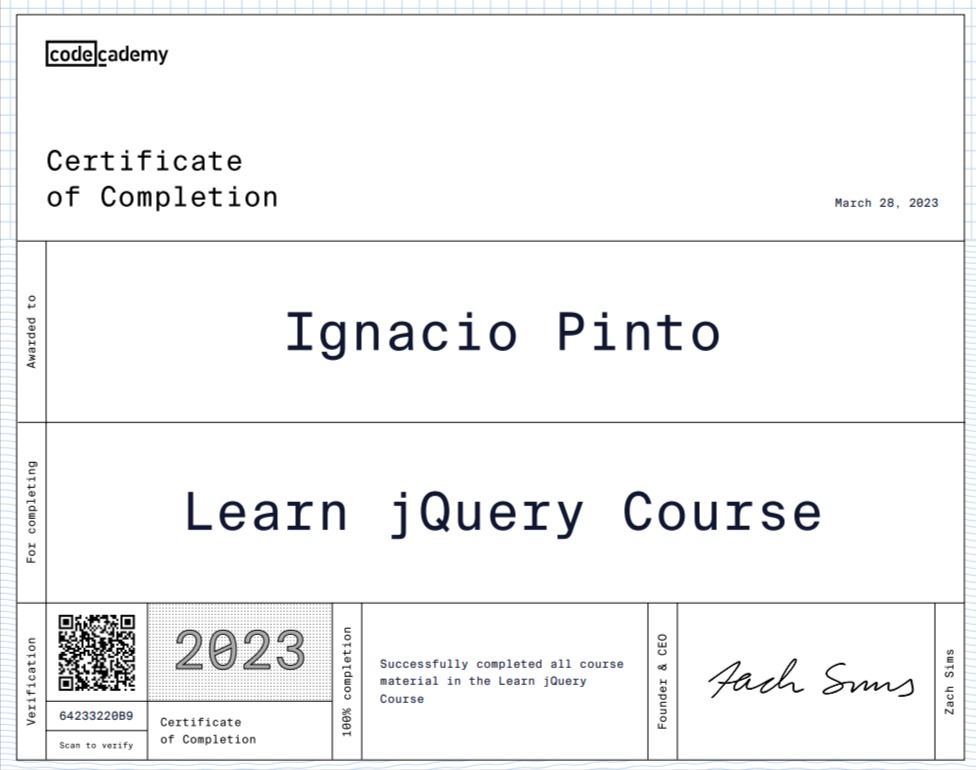 codecademy
Certificate
of Completion
March 28, 2023
Awarded to
Ignacio Pinto
For completing
Learn jQuery Course
Verification
64233220B9
Scan to verify
2023
Certificate
of Completion
100% completion
Successfully completed all course
material in the Learn jQuery
Course
Founder & CEO
Zach Sims
Zach Sims